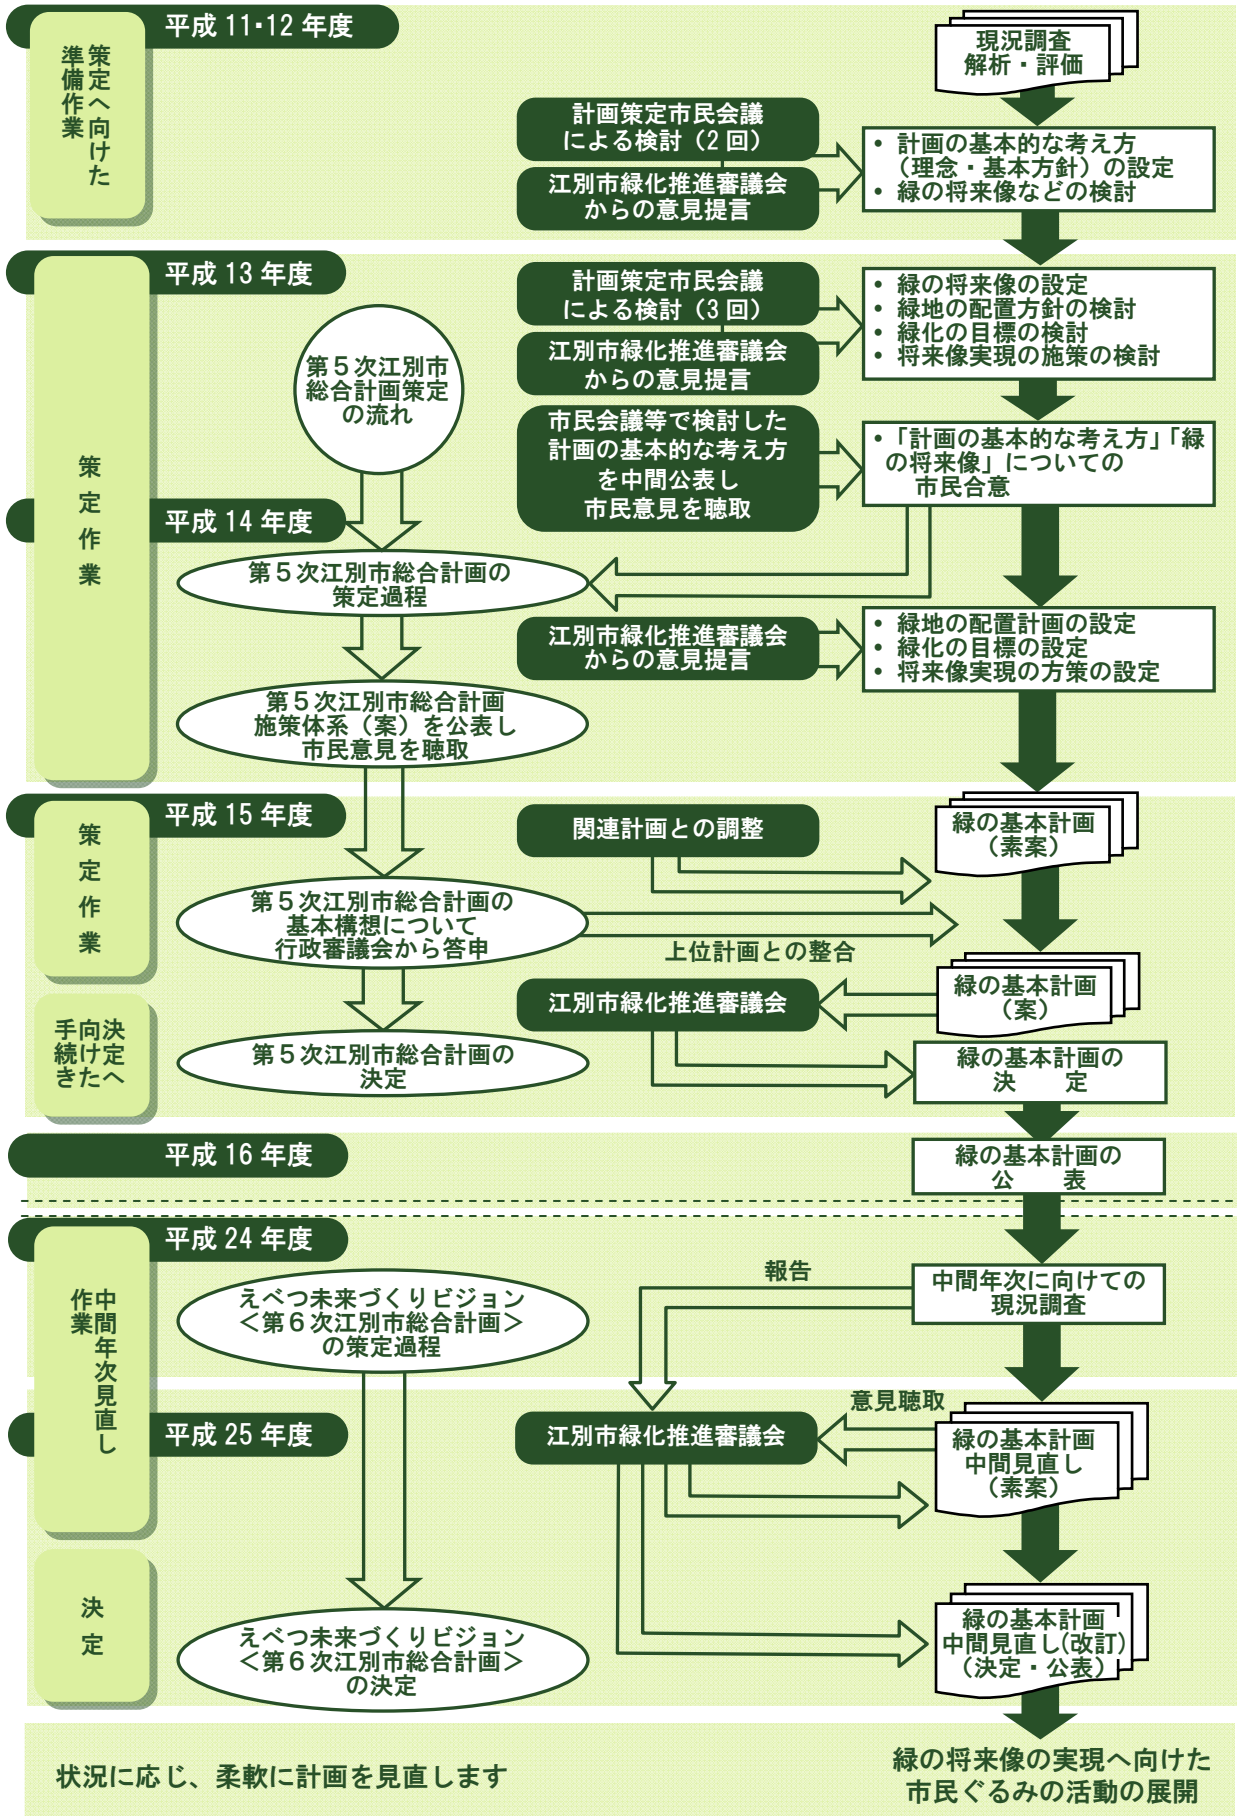 平成 11・12 年度
策定へ向けた
準備作業
現況調査
解析・評価
計画策定市民会議
による検討（2 回）
江別市緑化推進審議会
からの意見提言
• 計画の基本的な考え方
（理念・基本方針）の設定
• 緑の将来像などの検討
平成 13 年度
策定作業
第５次江別市
総合計画策定
の流れ
計画策定市民会議
による検討（3 回）
江別市緑化推進審議会
からの意見提言
• 緑の将来像の設定
• 緑地の配置方針の検討
• 緑化の目標の検討
• 将来像実現の施策の検討
市民会議等で検討した
計画の基本的な考え方
を中間公表し
市民意見を聴取
•「計画の基本的な考え方」「緑
の将来像」についての
市民合意
平成 14 年度
第５次江別市総合計画の
策定過程
江別市緑化推進審議会
からの意見提言
• 緑地の配置計画の設定
• 緑化の目標の設定
• 将来像実現の方策の設定
第５次江別市総合計画
施策体系（案）を公表し
市民意見を聴取
平成 15 年度
策定作業
関連計画との調整
緑の基本計画
（素案）
第５次江別市総合計画の
基本構想について
行政審議会から答申
上位計画との整合
決定へ
向けた
手続き
江別市緑化推進審議会
緑の基本計画
（案）
第５次江別市総合計画の
決定
緑の基本計画の
決　　定
平成 16 年度
緑の基本計画の
公　　表
平成 24 年度
中間年次見直し
作業
えべつ未来づくりビジョン
＜第６次江別市総合計画＞
の策定過程
報告
中間年次に向けての
現況調査
平成 25 年度
江別市緑化推進審議会
意見聴取
緑の基本計画
中間見直し
（素案）
決定
えべつ未来づくりビジョン
＜第６次江別市総合計画＞
の決定
緑の基本計画
中間見直し(改訂)
（決定・公表）
状況に応じ、柔軟に計画を見直します
緑の将来像の実現へ向けた
市民ぐるみの活動の展開